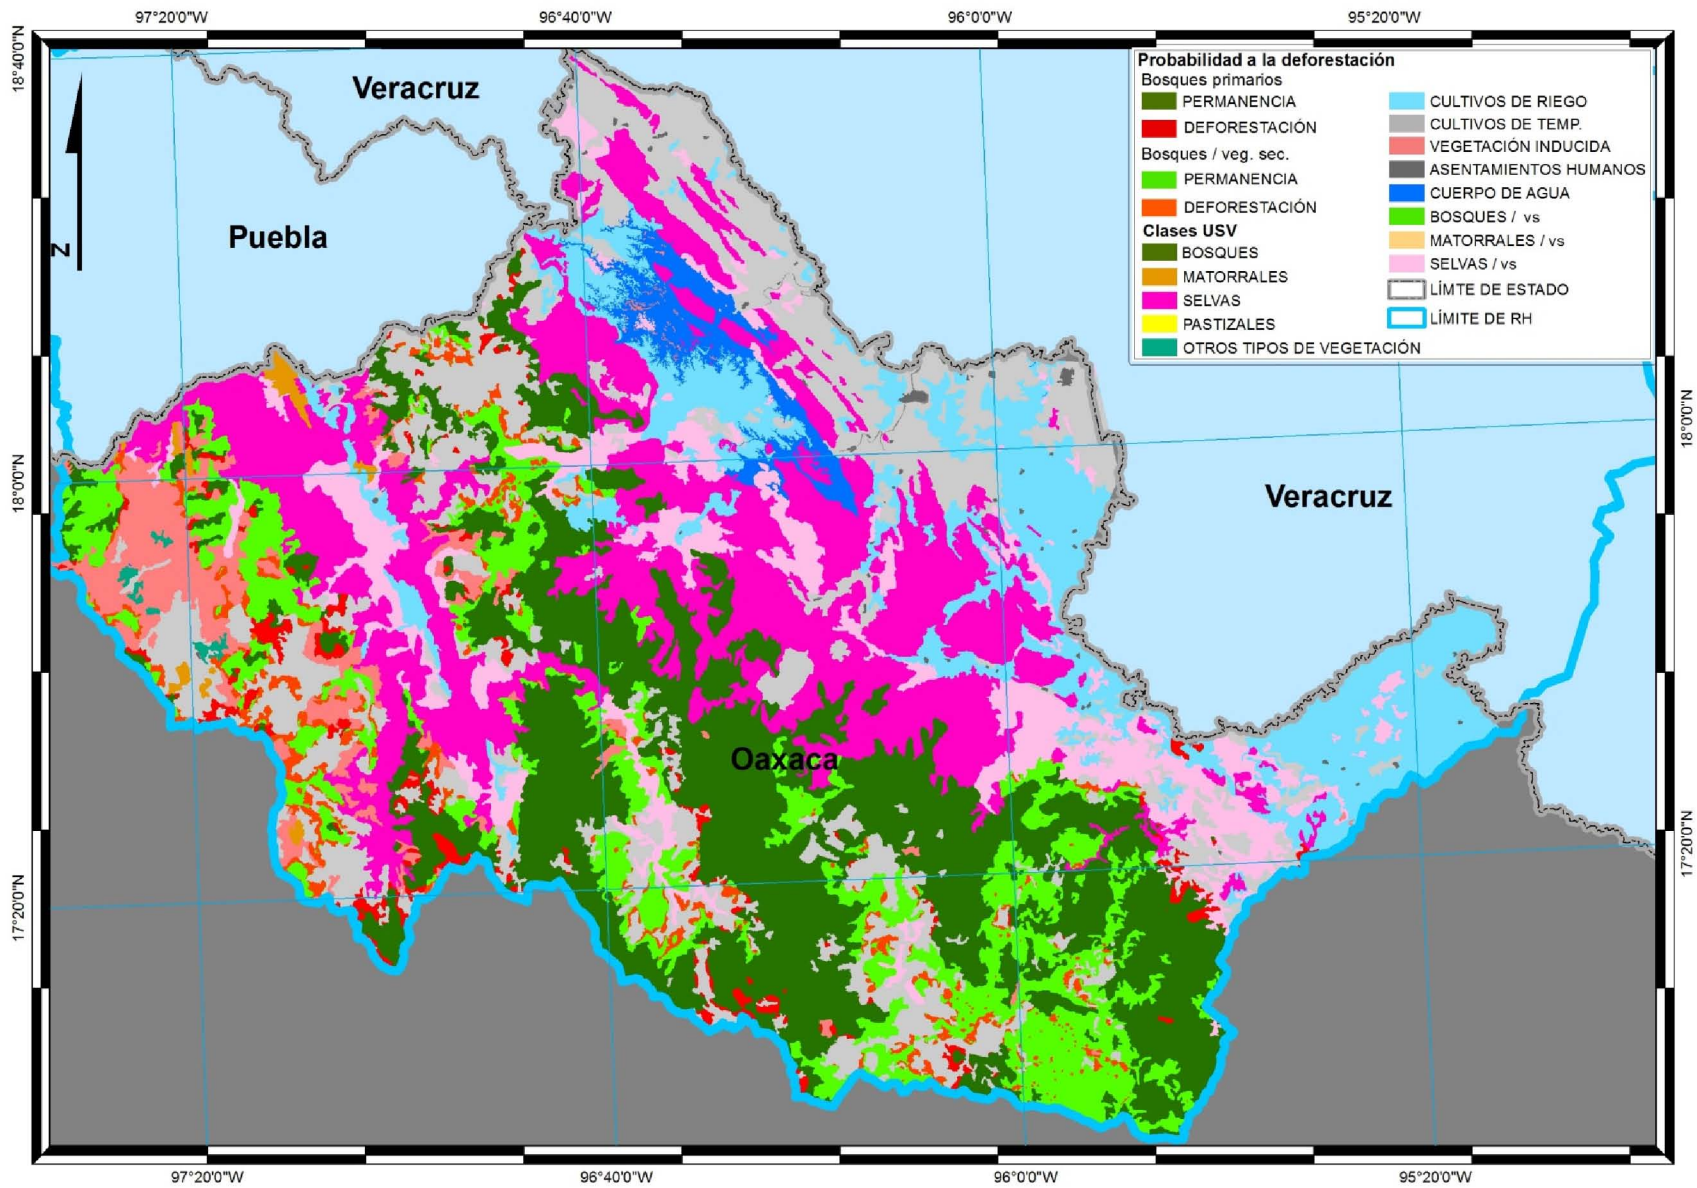 97°20'0"W 96°40'0"W 96°0'0"W 95°20'0"W
18°40'0"N
18°0'0"N
17°20'0"N
Veracruz
Puebla
Z
Oaxaca
Veracruz
Probabilidad a la deforestación
Bosques primarios
PERMANENCIA
DEFORESTACIÓN
Bosques / veg. sec.
PERMANENCIA
DEFORESTACIÓN
Clases USV
BOSQUES
MATORRALES
SELVAS
PASTIZALES
OTROS TIPOS DE VEGETACIÓN
CULTIVOS DE RIEGO
CULTIVOS DE TEMP.
VEGETACIÓN INDUCIDA
ASENTAMIENTOS HUMANOS
CUERPO DE AGUA
BOSQUES / vs
MATORRALES / vs
SELVAS / vs
LÍMTE DE ESTADO
LÍMITE DE RH
18°0'0"N
17°20'0"N
97°20'0"W 96°40'0"W 96°0'0"W 95°20'0"W